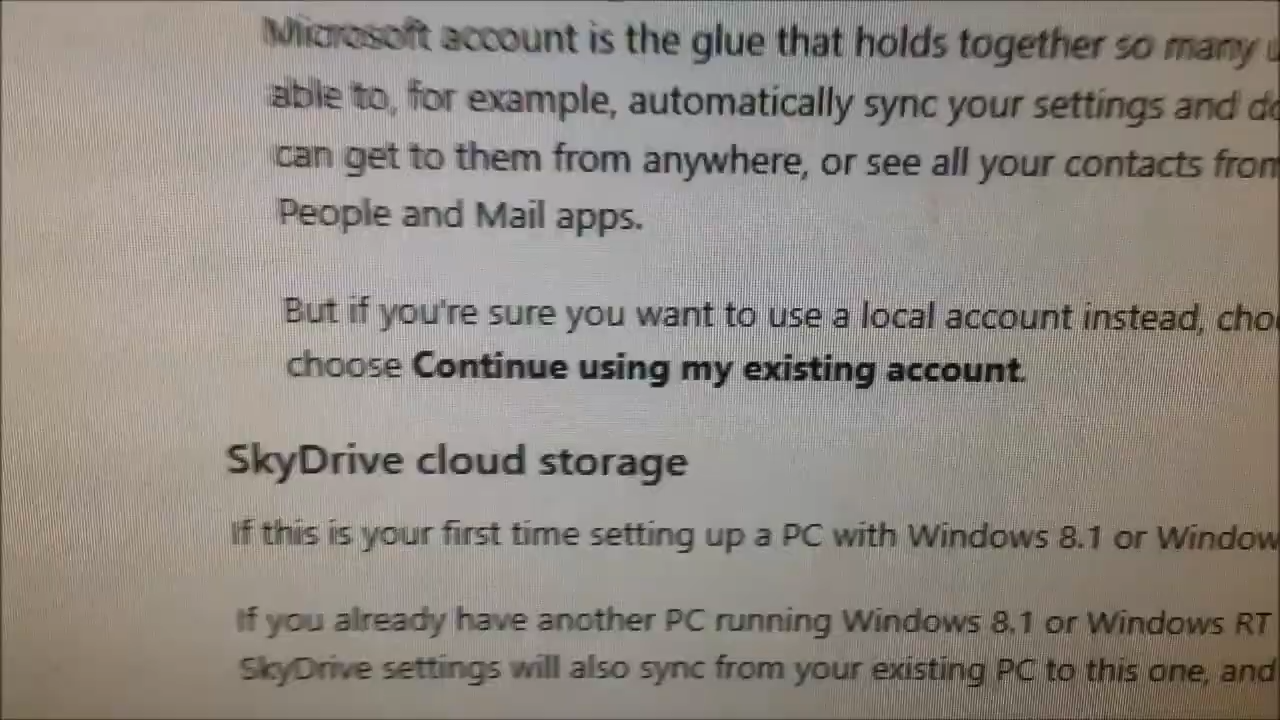 Microsoft account is the glue that holds together so many
able to, for example, automatically sync your settings and
can get to them from anywhere, or see all your contacts from
People and Mail apps.
But if you're sure you want to use a local account instead,
choose Continue using my existing account.
SkyDrive cloud storage
If this is your first time setting up a PC with Windows 8.1 or Window
If you already have another PC running Windows 8.1 or Windows RT
SkyDrive settings will also sync from your existing PC to this one, and